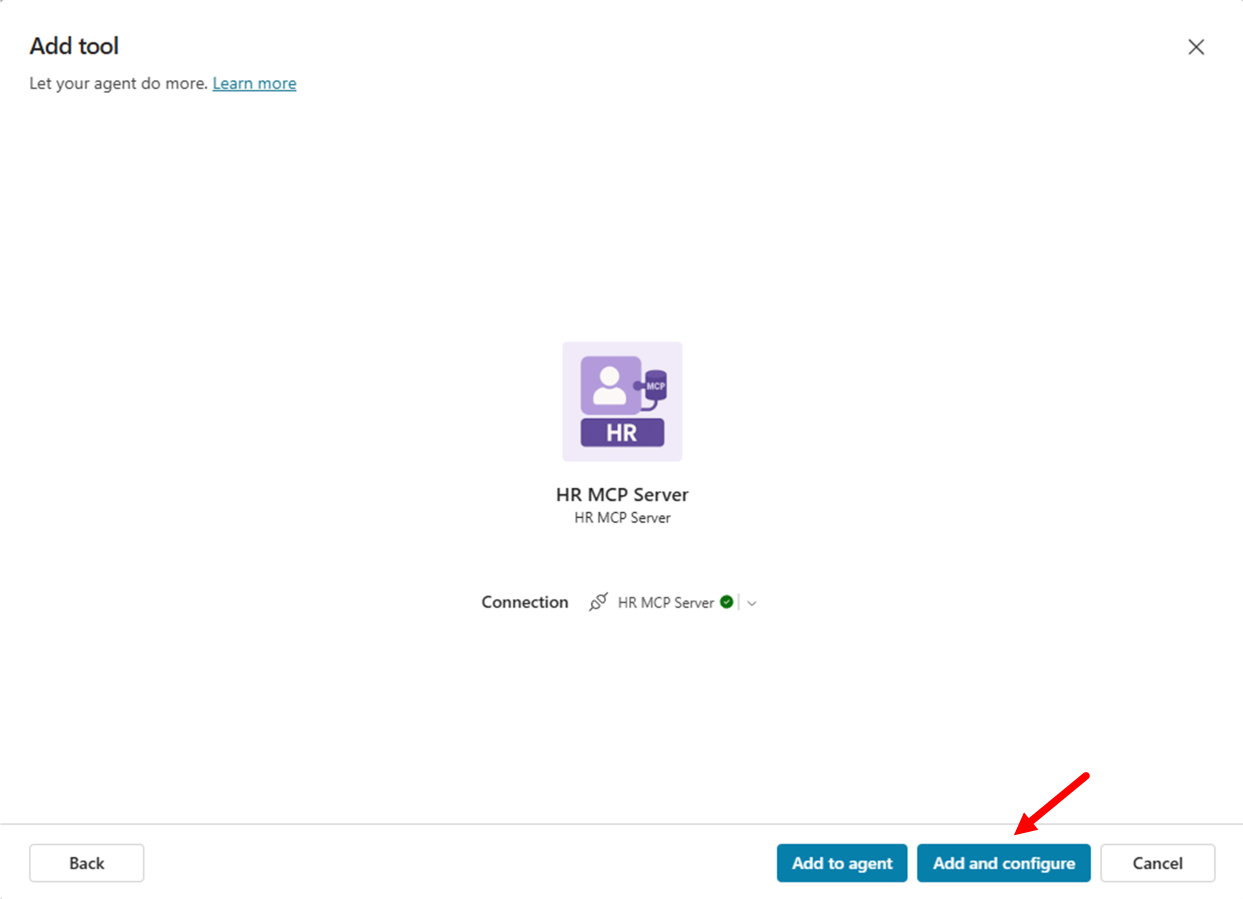 Add tool
Let your agent do more. Learn more
MCP
HR
HR MCP Server
HR MCP Server
Connection HR MCP Server
Back Add to agent Add and configure Cancel